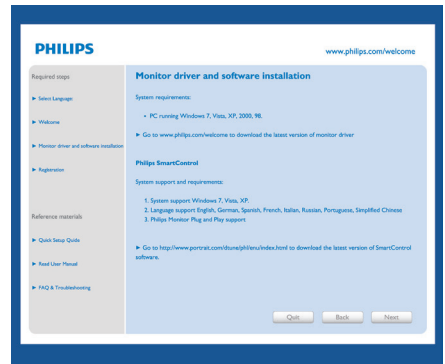 PHILIPS
www.philips.com/welcome
Required steps
► Select Language:
► Welcome
► Monitor driver and software installation
► Registration
Reference materials
► Quick Setup Guide
► Read User Manual
► FAQ & Troubleshooting
Monitor driver and software installation
System requirements:
• PC running Windows 7, Vista, XP, 2000, 98.
► Go to www.philips.com/welcome to download the latest version of monitor driver
Philips SmartControl
System support and requirements:
1. System support Windows 7, Vista, XP.
2. Language support English, German, Spanish, French, Italian, Russian, Portuguese, Simplified Chinese
3. Philips Monitor Plug and Play support
► Go to http://www.portrait.com/dtune/phl/enu/index.html to download the latest version of SmartControl
software.
Quit
Back
Next